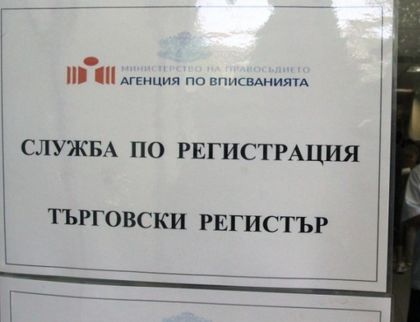 МИНИСТЕРСТВО НА ПРАВОСЪДИЕТО
АГЕНЦИЯ ПО ВПИСВАНИЯТА
СЛУЖБА ПО РЕГИСТРАЦИЯ
ТЪРГОВСКИ РЕГИСТЪР